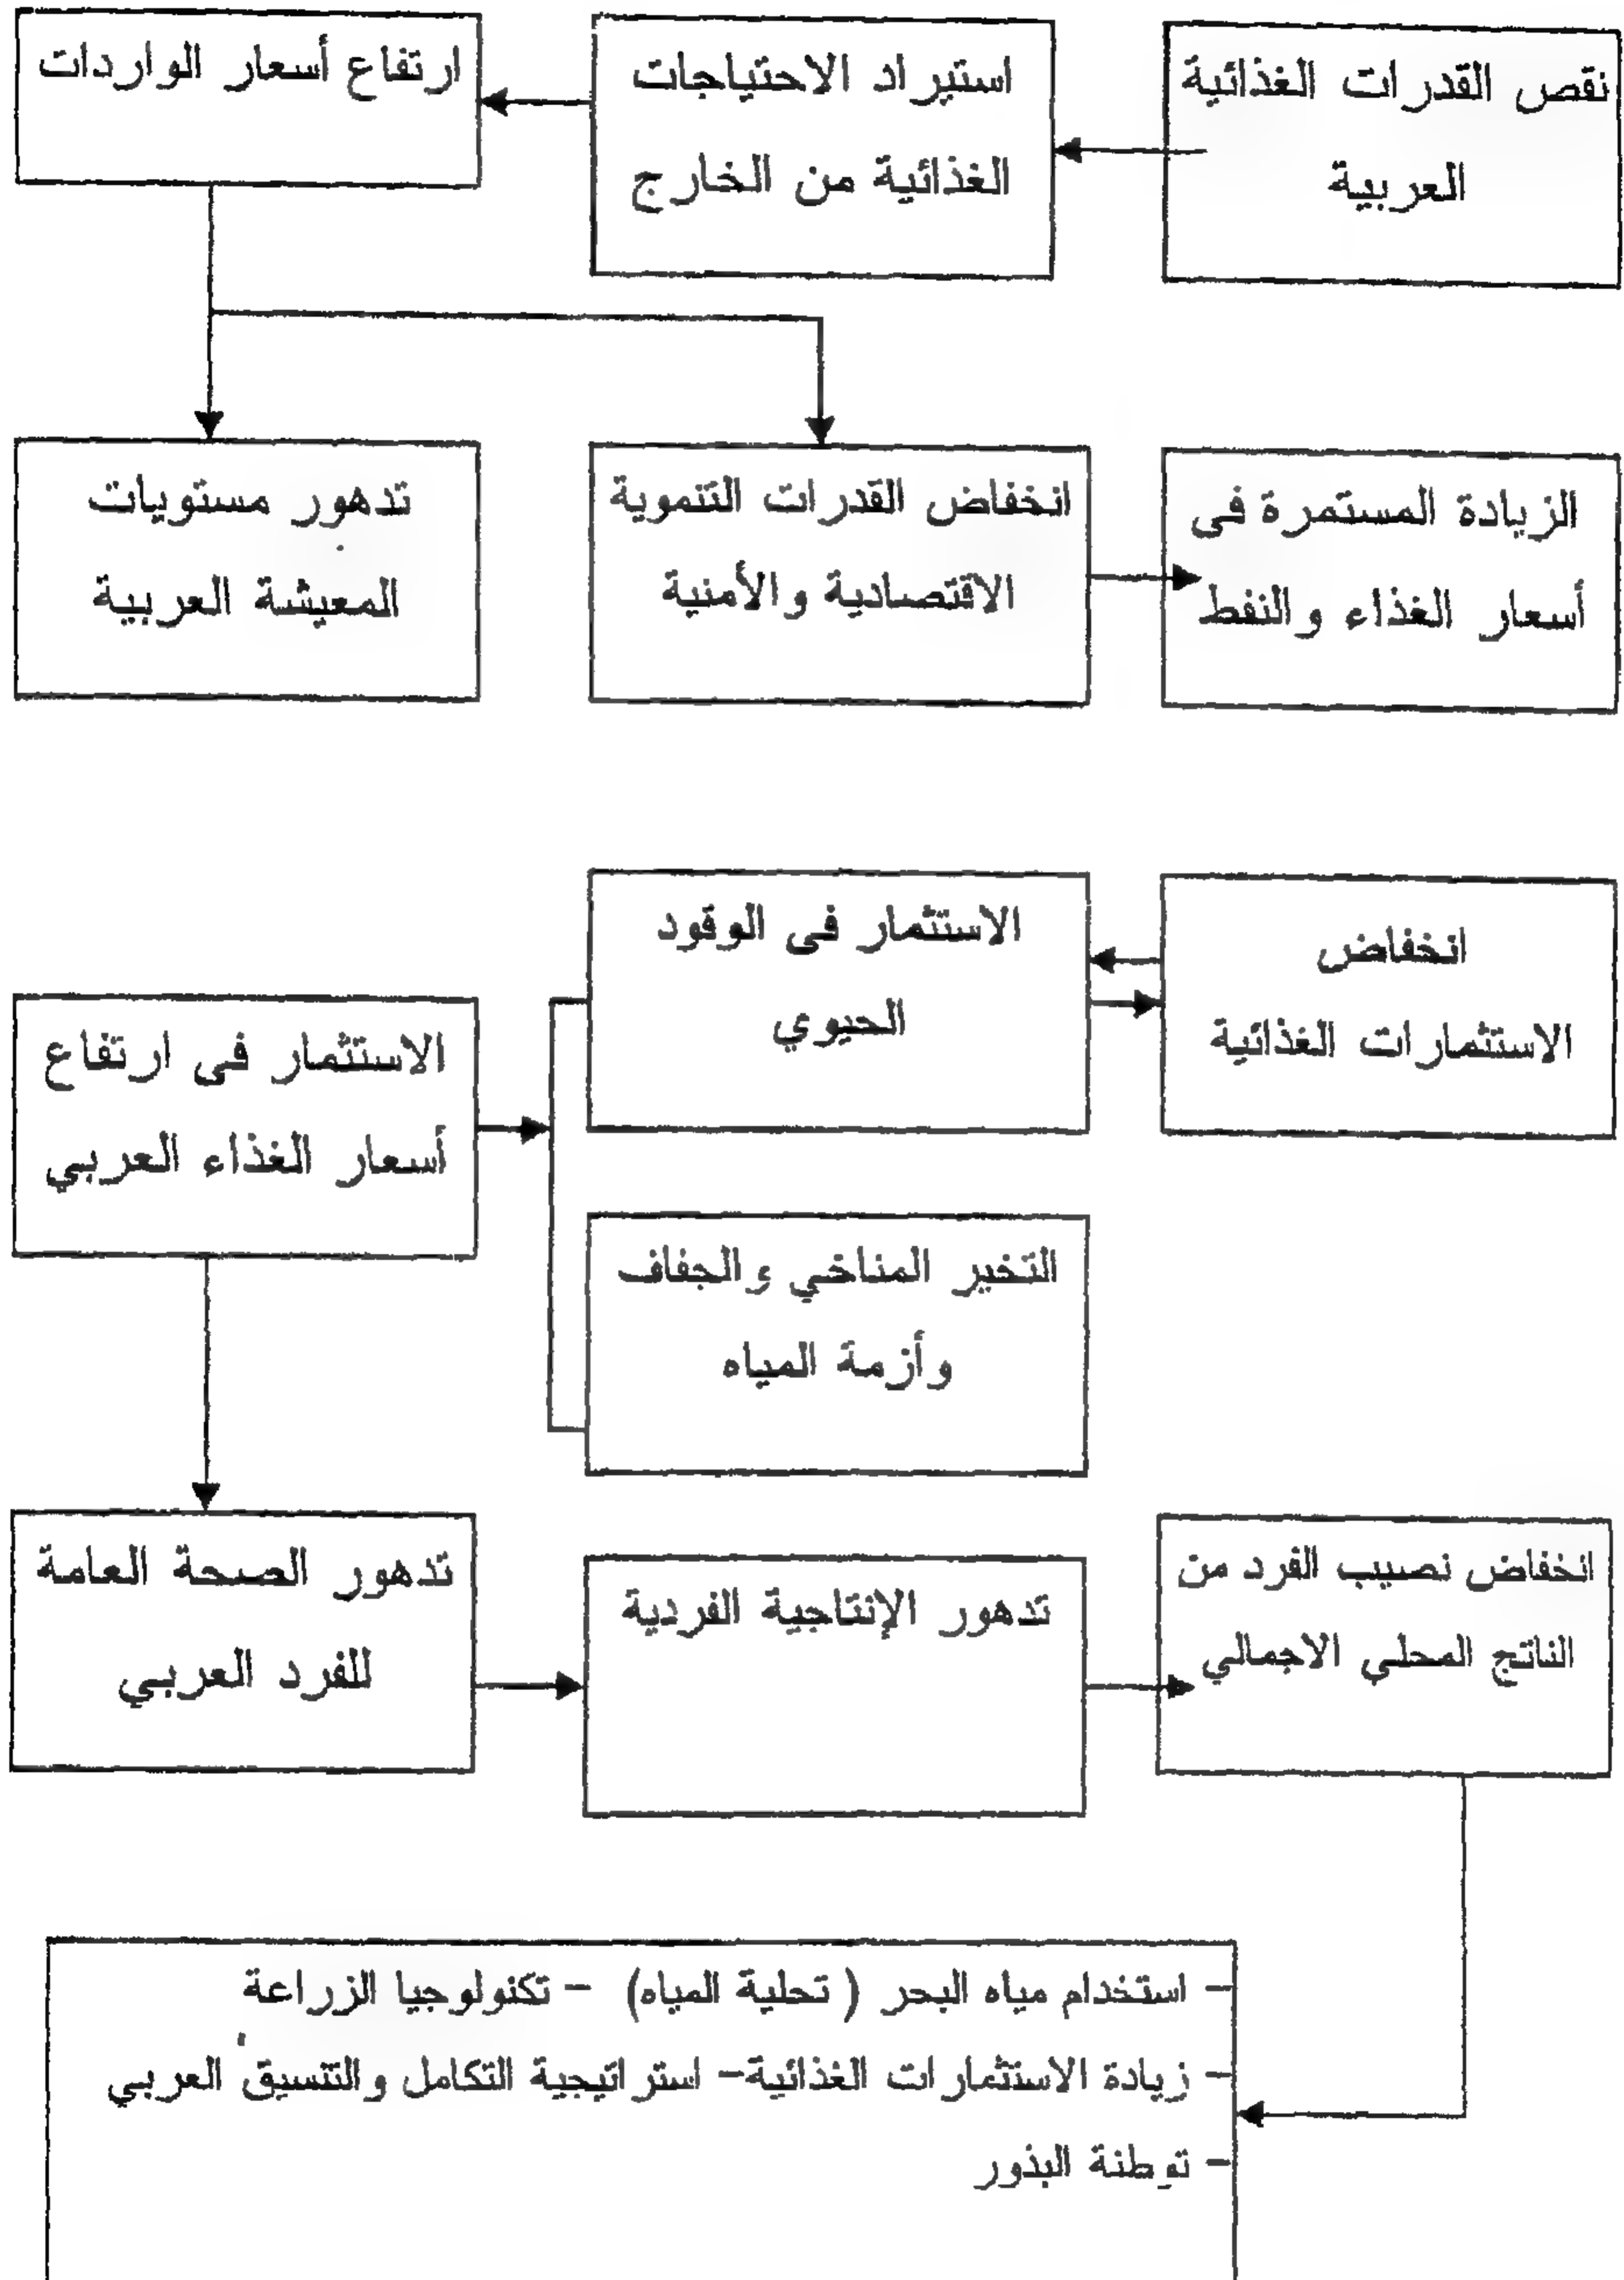 نقص القدرات الغذائية
العربية
استيراد الاحتياجات
الغذائية من الخارج
ارتفاع أسعار الواردات
الزيادة المستمرة فى
أسعار الغذاء والنفط
انخفاض القدرات التنموية
الاقتصادية والأمنية
تدهور مستويات
المعيشة العربية
انخفاض
الاستثمارات الغذائية
الاستثمار فى الوقود
الحيوي
الاستثمار فى ارتفاع
أسعار الغذاء العربي
التخير المناخي والجفاف
وأزمة المياه
تدهور الصحة العامة
للفرد العربي
تدهور الإنتاجية الفردية
انخفاض نصيب الفرد من
الناتج المحلي الاجمالي
- استخدام مياه البحر ( تحلية المياه) - تكنولوجيا الزراعة
- زيادة الاستثمارات الغذائية- استراتيجية التكامل والتنسيق العربي
- توطنة البذور